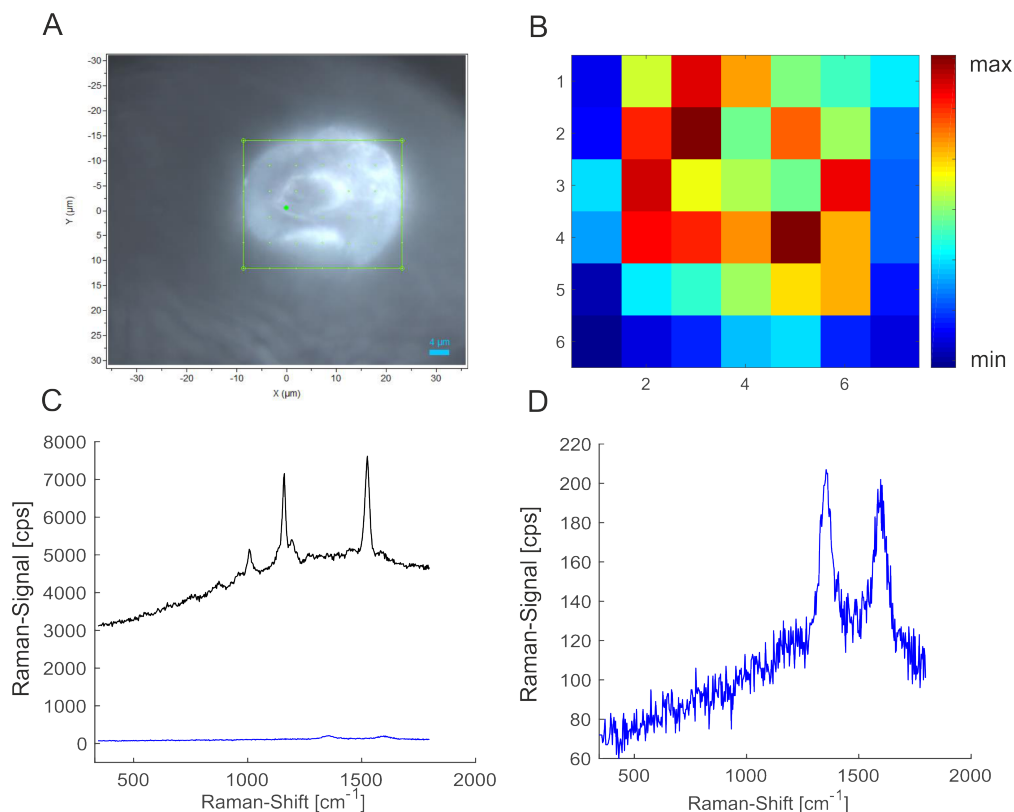 A
-30
-25
-20
-15
-10
-5
0
5
10
15
20
25
30
Y (µm)
-30 -20 -10 0 10 20 30
X (µm)
4 µm
B
1
2
3
4
5
6
2 4 6
max
min
C
8000
7000
6000
5000
4000
3000
2000
1000
0
Raman-Signal [cps]
500 1000 1500 2000
Raman-Shift [cm⁻¹]
D
220
200
180
160
140
120
100
80
60
Raman-Signal [cps]
500 1000 1500 2000
Raman-Shift [cm⁻¹]